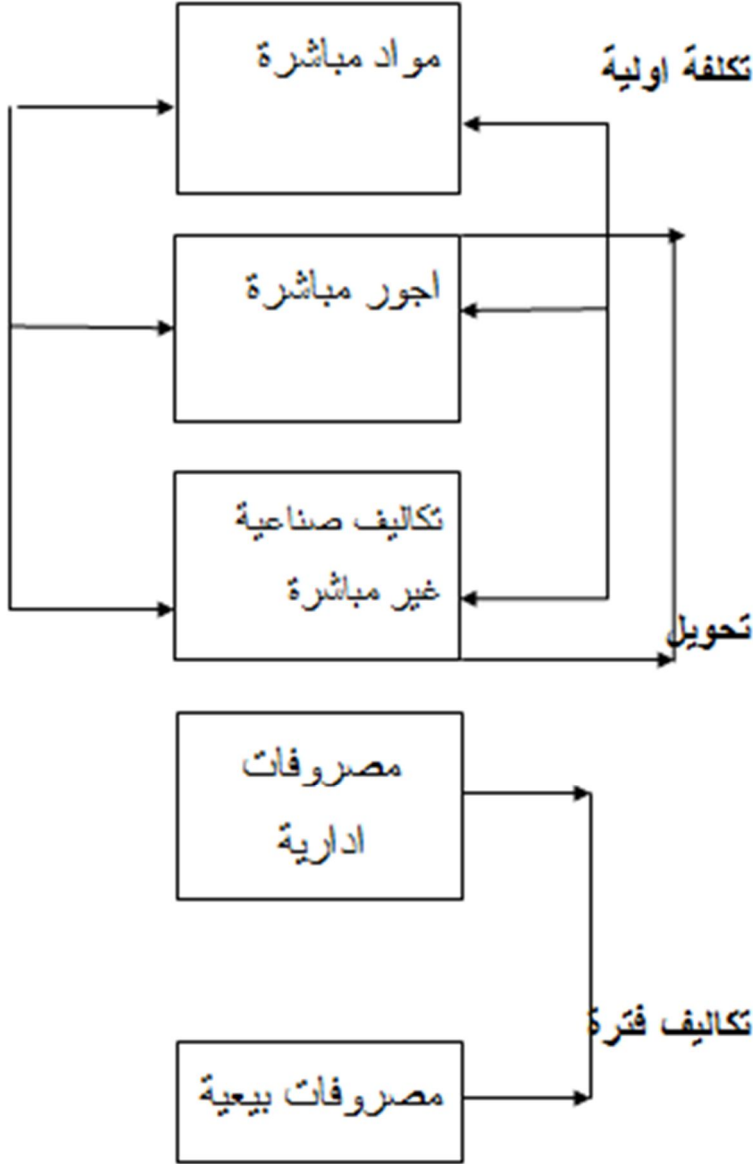 مواد مباشرة
تكلفة اولية
اجور مباشرة
تكاليف صناعية
غير مباشرة
تحويل
مصروفات
ادارية
تكاليف فترة
مصروفات بيعية